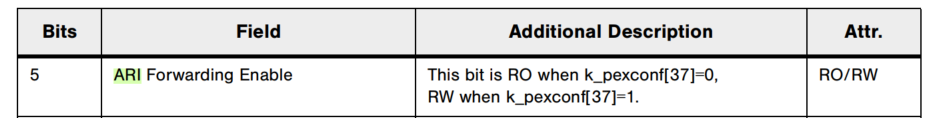 Bits Field Additional Description Attr.
5 ARI Forwarding Enable This bit is RO when k_pexconf[37]=0, RO/RW
RW when k_pexconf[37]=1.